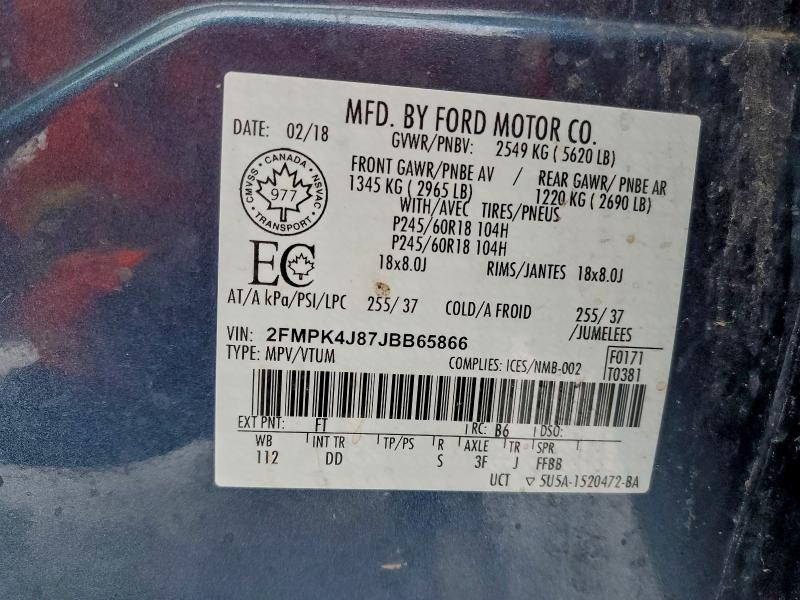 MFD. BY FORD MOTOR CO.
DATE: 02/18
GVWR/PNBV: 2549 KG ( 5620 LB)
FRONT GAWR/PNBE AV / REAR GAWR/ PNBE AR
1345 KG ( 2965 LB) 1220 KG ( 2690 LB)
WITH/AVEC TIRES/PNEUS
P245/60R18 104H
P245/60R18 104H
18x8.0J RIMS/JANTES 18x8.0J
CANADA
CMVSS · NSVAC
977
TRANSPORT
EC
AT/A kPa/PSI/LPC 255/ 37 COLD/A FROID 255/ 37
/JUMELEES
VIN: 2FMPK4J87JBB65866
TYPE: MPV/VTUM
COMPLIES: ICES/NMB-002
F0171
T0381
EXT PNT: FT RC: B6 DSO:
WB INT TR TP/PS R AXLE TR SPR
112 DD S 3F J FFBB
UCT ▽ 5U5A-1520472-BA